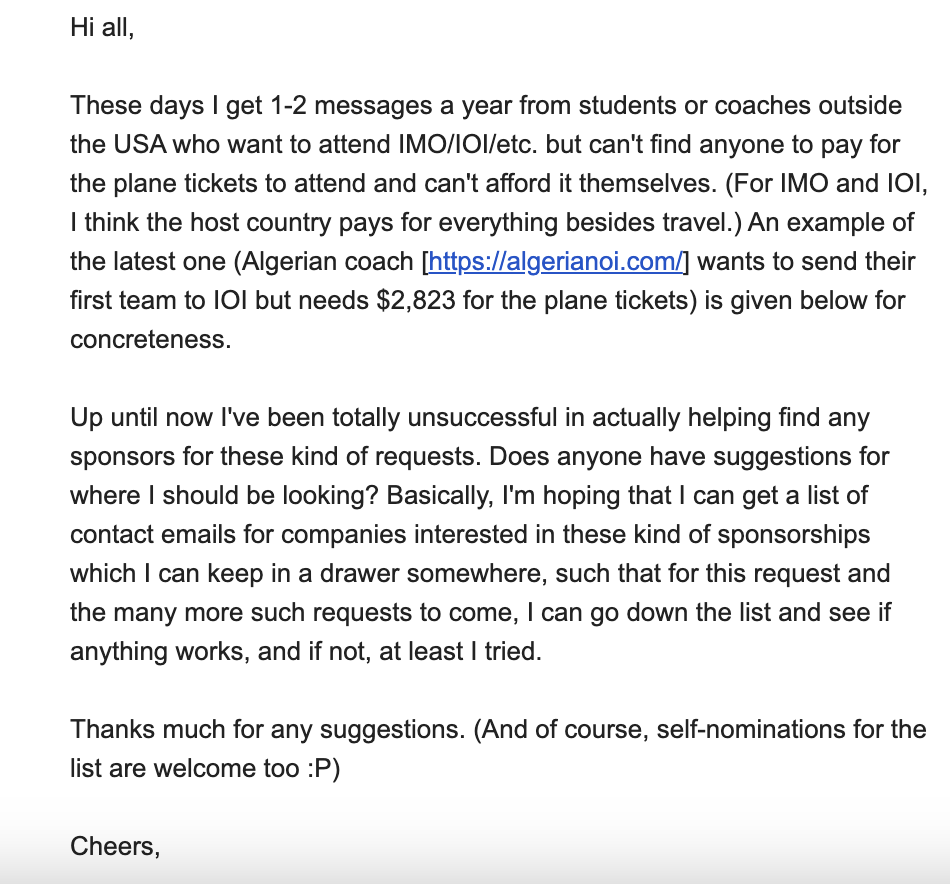 Hi all,
These days I get 1-2 messages a year from students or coaches outside
the USA who want to attend IMO/IOI/etc. but can't find anyone to pay for
the plane tickets to attend and can't afford it themselves. (For IMO and IOI,
I think the host country pays for everything besides travel.) An example of
the latest one (Algerian coach [https://algerianoi.com/] wants to send their
first team to IOI but needs $2,823 for the plane tickets) is given below for
concreteness.
Up until now I've been totally unsuccessful in actually helping find any
sponsors for these kind of requests. Does anyone have suggestions for
where I should be looking? Basically, I'm hoping that I can get a list of
contact emails for companies interested in these kind of sponsorships
which I can keep in a drawer somewhere, such that for this request and
the many more such requests to come, I can go down the list and see if
anything works, and if not, at least I tried.
Thanks much for any suggestions. (And of course, self-nominations for the
list are welcome too :P)
Cheers,